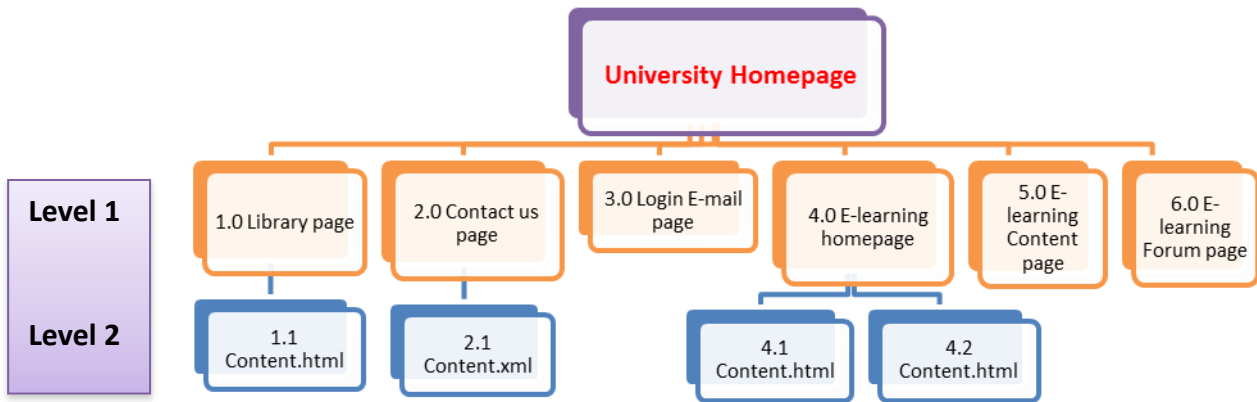 University Homepage
Level 1
1.0 Library page
2.0 Contact us
page
3.0 Login E-mail
page
4.0 E-learning
homepage
5.0 E-
learning
Content
page
6.0 E-
learning
Forum page
Level 2
1.1
Content.html
2.1
Content.xml
4.1
Content.html
4.2
Content.html